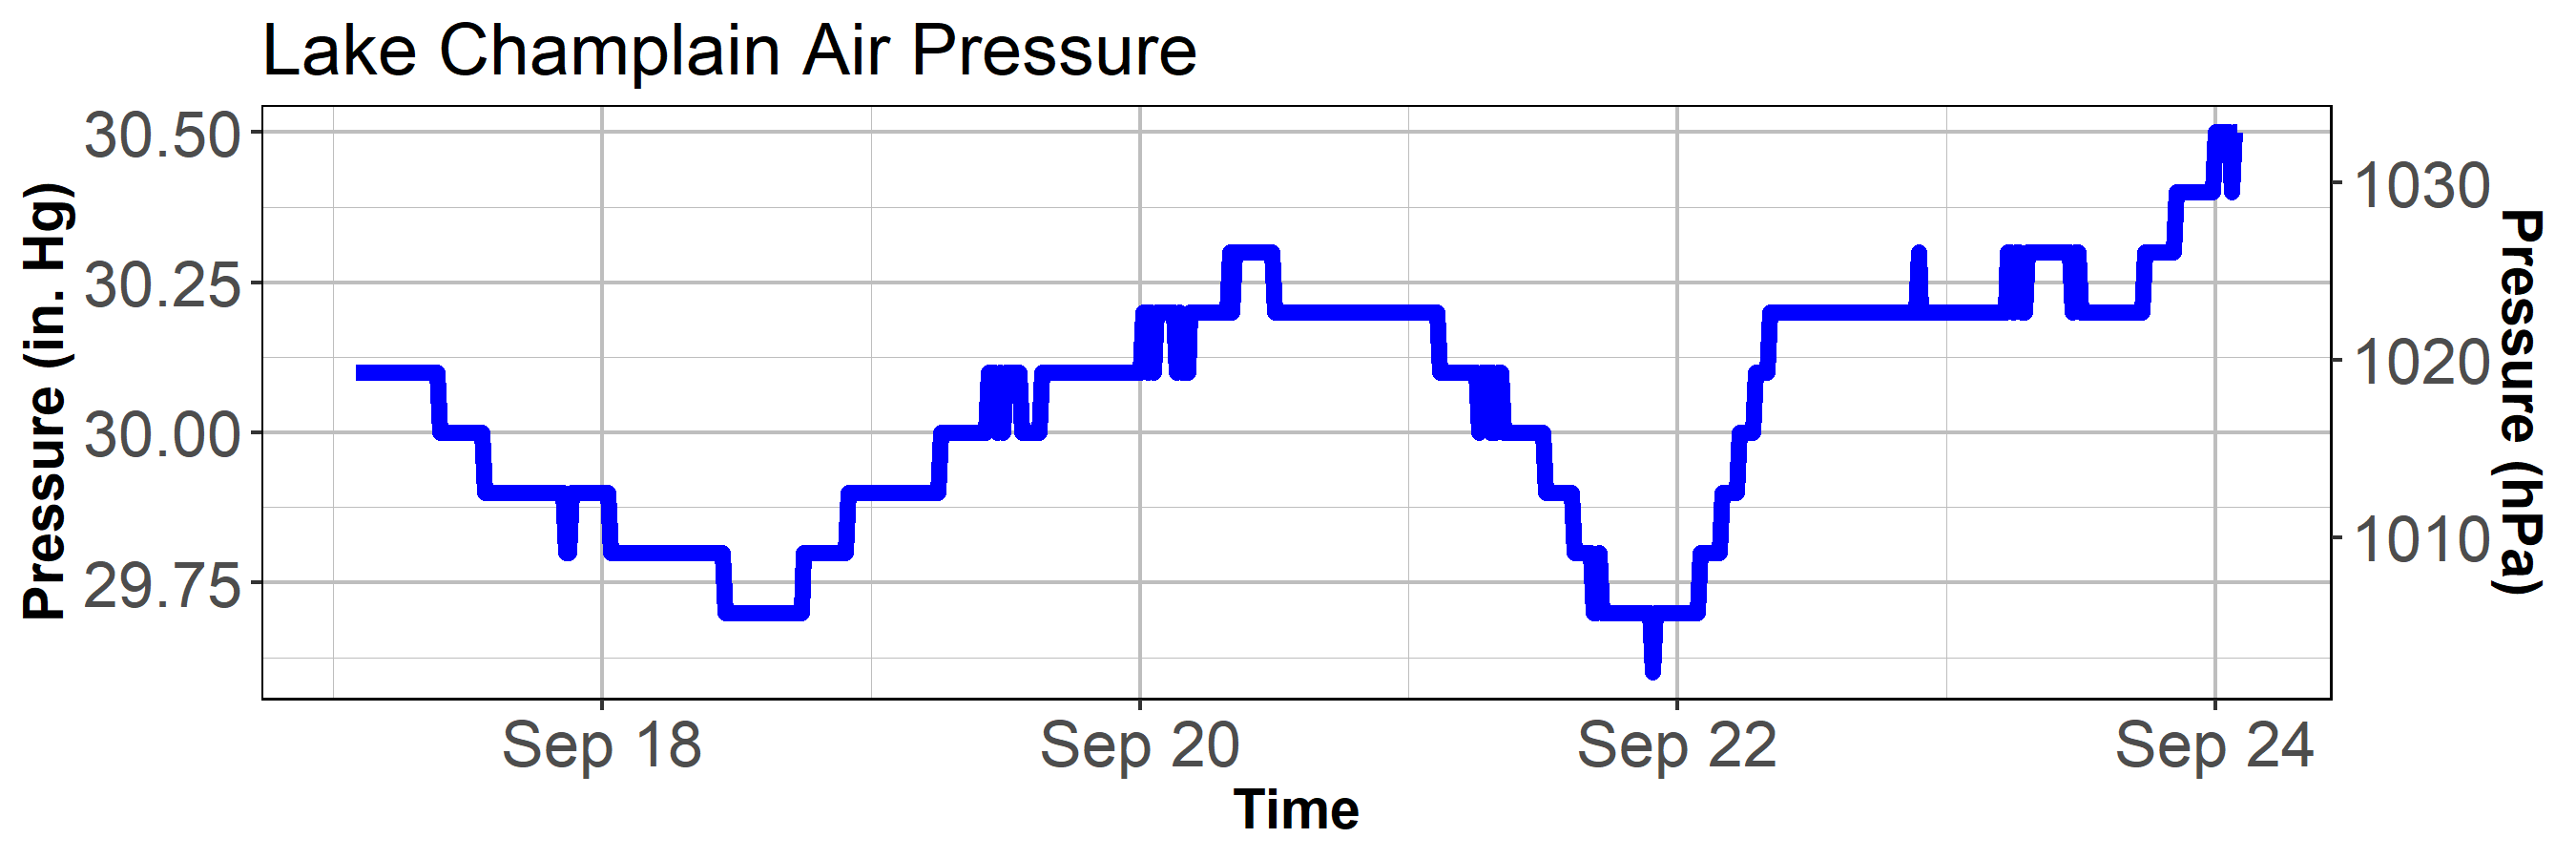 Lake Champlain Air Pressure
Pressure (in. Hg)
30.50
30.25
30.00
29.75
1030
1020
1010
Pressure (hPa)
Sep 18 Sep 20 Sep 22 Sep 24
Time